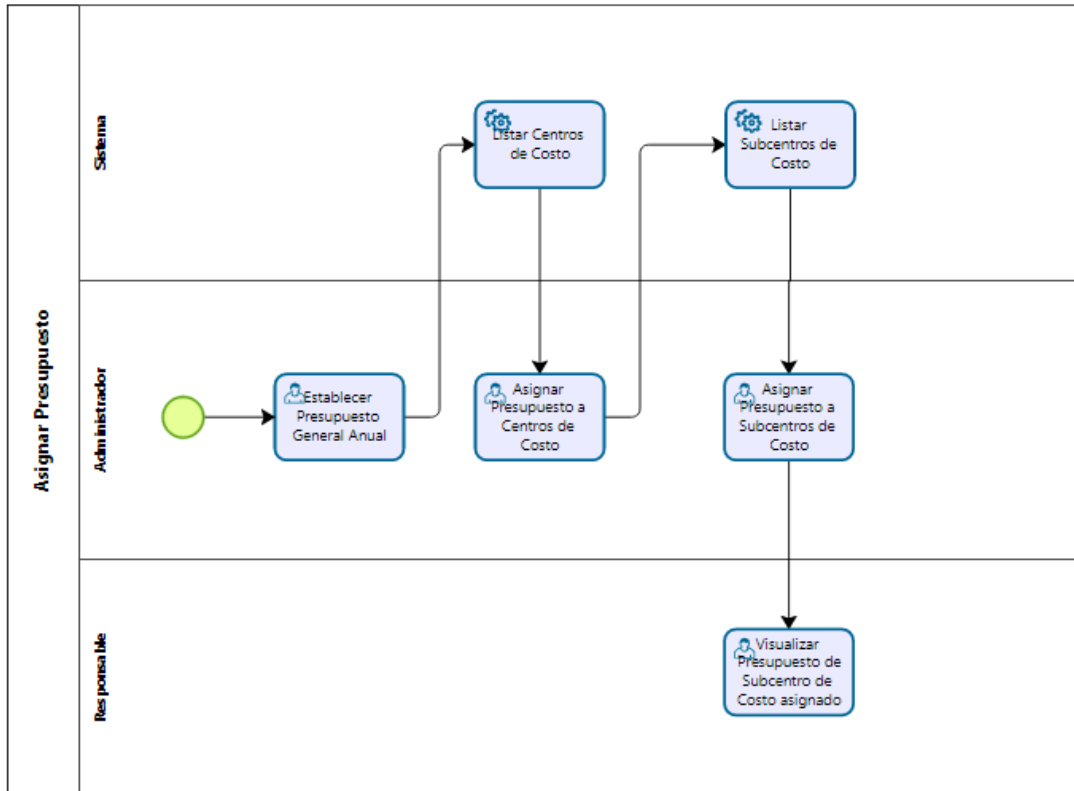 Asignar Presupuesto
Sistema
Listar Centros
de Costo
Listar
Subcentros de
Costo
Administrador
Establecer
Presupuesto
General Anual
Asignar
Presupuesto a
Centros de
Costo
Asignar
Presupuesto a
Subcentros de
Costo
Responsable
Visualizar
Presupuesto de
Subcentro de
Costo asignado